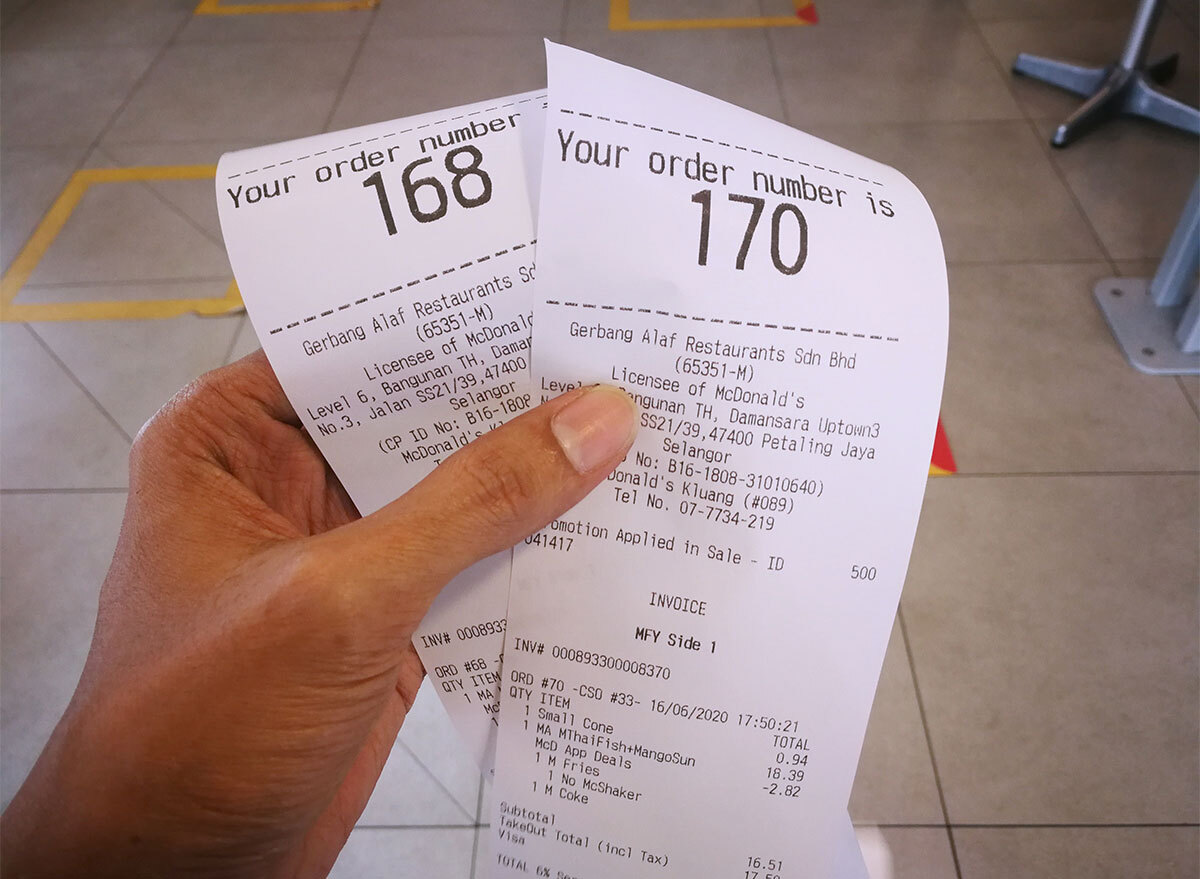 Your order number
168
Gerbang Alaf Restaurants
(65351-M)
Licensee of McDonald's
Level 6, Bangunan TH,
No.3, Jalan SS21/39,47400
Selangor
(CP ID No: B16-1808
McDonald's
INV#
ORD #68
QTY ITEM
1 MA
Your order number is
170
Gerbang Alaf Restaurants Sdn Bhd
(65351-M)
Licensee of McDonald's
Level Bangunan TH, Damansara Uptown3
SS21/39,47400 Petaling Jaya
Selangor
No: B16-1808-31010640)
Donald's Kluang (#089)
Tel No. 07-7734-219
omotion Applied in Sale - ID 500
041417
INVOICE
MFY Side 1
INV# 000893300008370
ORD #70 -CSO #33- 16/06/2020 17:50:21
QTY ITEM TOTAL
1 Small Cone 0.94
1 MA MThaiFish+MangoSun 18.39
McD App Deals -2.82
1 M Fries
1 No McShaker
1 M Coke
Subtotal 16.51
TakeOut Total (incl Tax)
Visa
TOTAL 6%